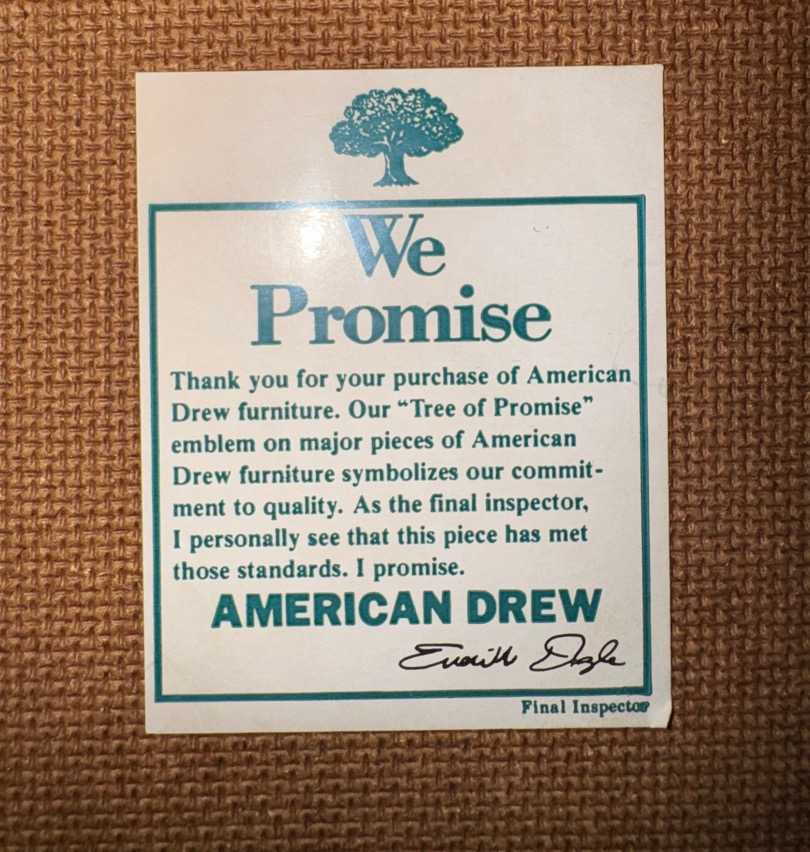 We
Promise
Thank you for your purchase of American
Drew furniture. Our “Tree of Promise”
emblem on major pieces of American
Drew furniture symbolizes our commit-
ment to quality. As the final inspector,
I personally see that this piece has met
those standards. I promise.
AMERICAN DREW
Final Inspector